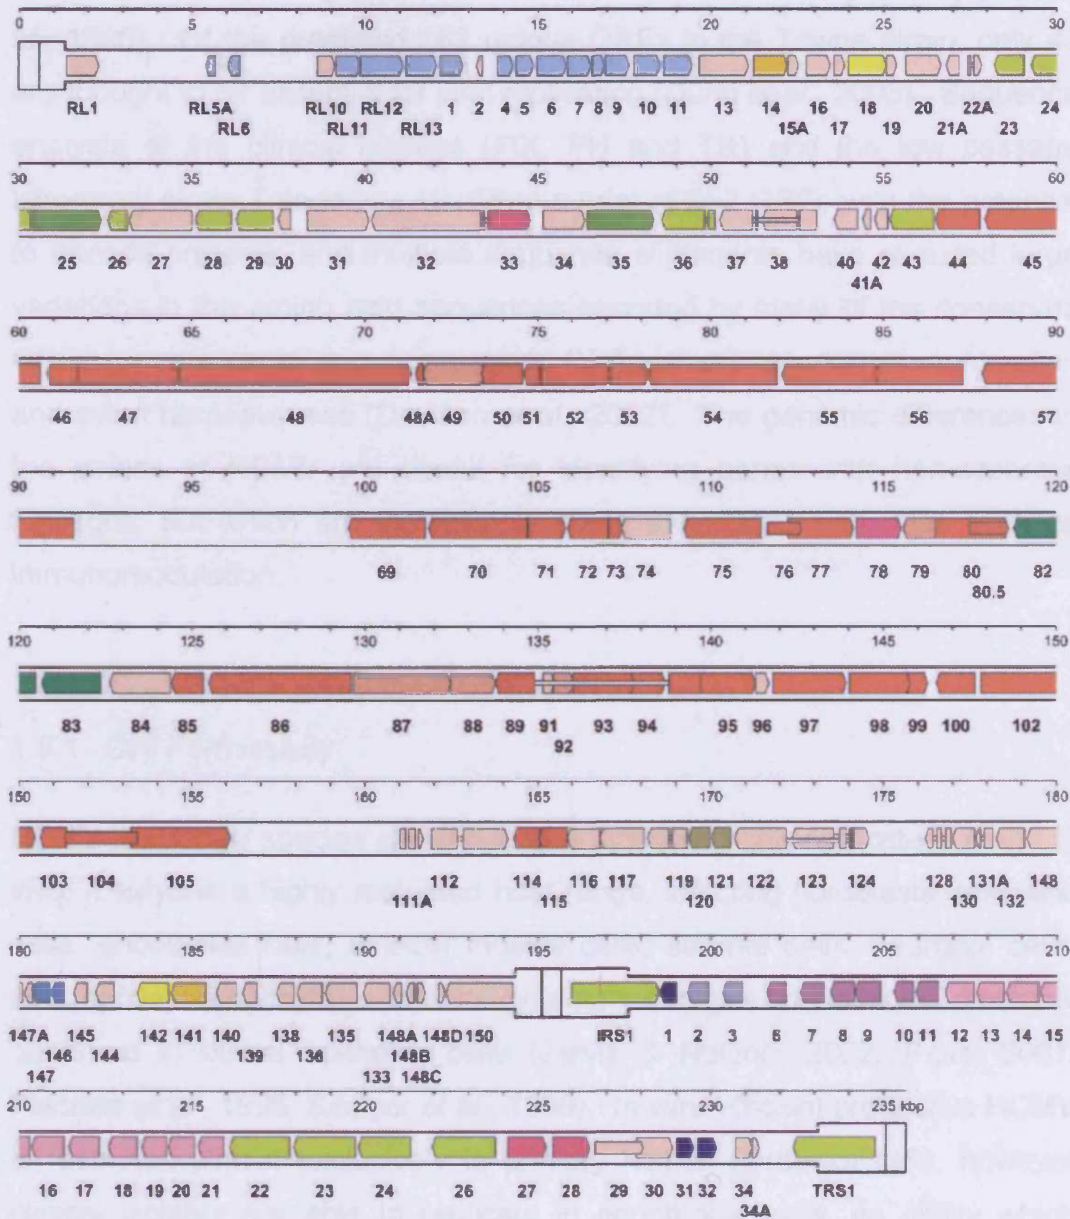 0 5 10 15 20 25 30
RL1 RL5A RL10 RL12 1 2 4 5 6 7 8 9 10 11 13 14 16 18 20 22A 24
RL6 RL11 RL13 15A 17 19 21A 23
30 35 40 45 50 55 60
25 26 27 28 29 30 31 32 33 34 35 36 37 38 40 42 43 44 45
41A
60 65 70 75 80 85 90
46 47 48 48A 49 50 51 52 53 54 55 56 57
90 95 100 105 110 115 120
69 70 71 72 73 74 75 76 77 78 79 80 82
80.5
120 125 130 135 140 145 150
83 84 85 86 87 88 89 91 93 94 95 96 97 98 99 100 102
92
150 155 160 165 170 175 180
103 104 105 112 114 116 117 119 121 122 123 124 128 131A 148
111A 115 120 130 132
180 185 190 195 200 205 210
147A 145 142 141 140 138 135 148A 148D 150 IRS1 1 2 3 6 7 8 9 10 11 12 13 14 15
146 144 139 136 148B
147 133 148C
210 215 220 225 230 235 kbp
16 17 18 19 20 21 22 23 24 26 27 28 29 30 31 32 34 TRS1
34A